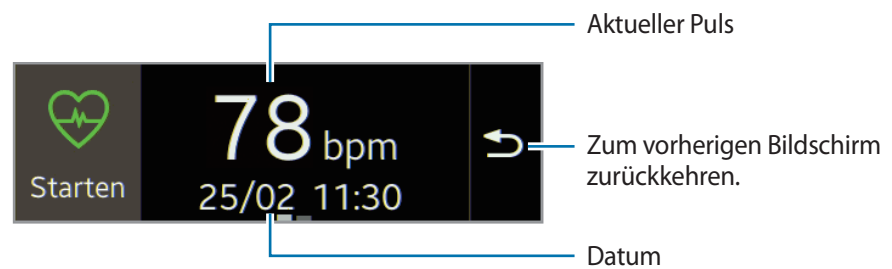 Aktueller Puls
78 bpm
Starten
25/02 11:30
Zum vorherigen Bildschirm
zurückkehren.
Datum